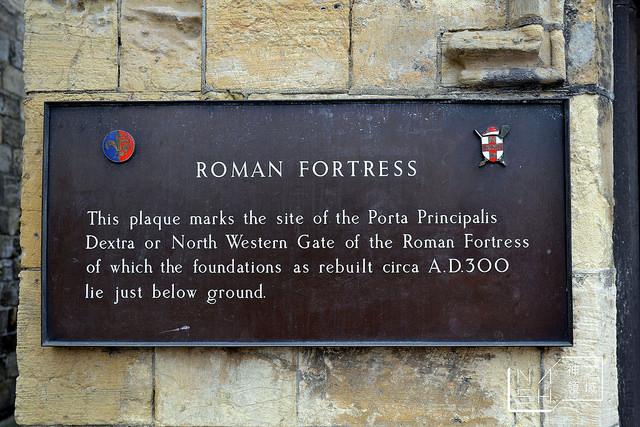 ROMAN FORTRESS
This plaque marks the site of the Porta Principalis
Dextra or North Western Gate of the Roman Fortress
of which the foundations as rebuilt circa A.D.300
lie just below ground.